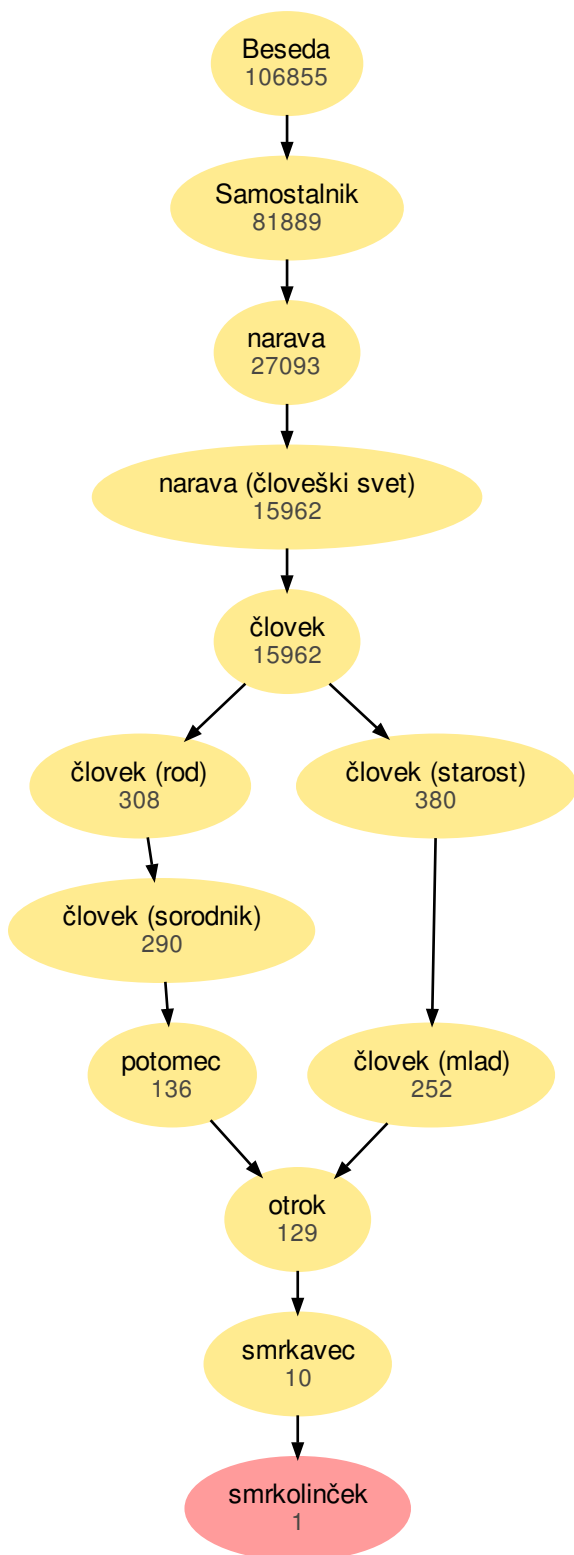 Beseda
106855
Samostalnik
81889
narava
27093
narava (človeški svet)
15962
človek
15962
človek (rod)
308
človek (starost)
380
človek (sorodnik)
290
potomec
136
človek (mlad)
252
otrok
129
smrkavec
10
smrkolinček
1